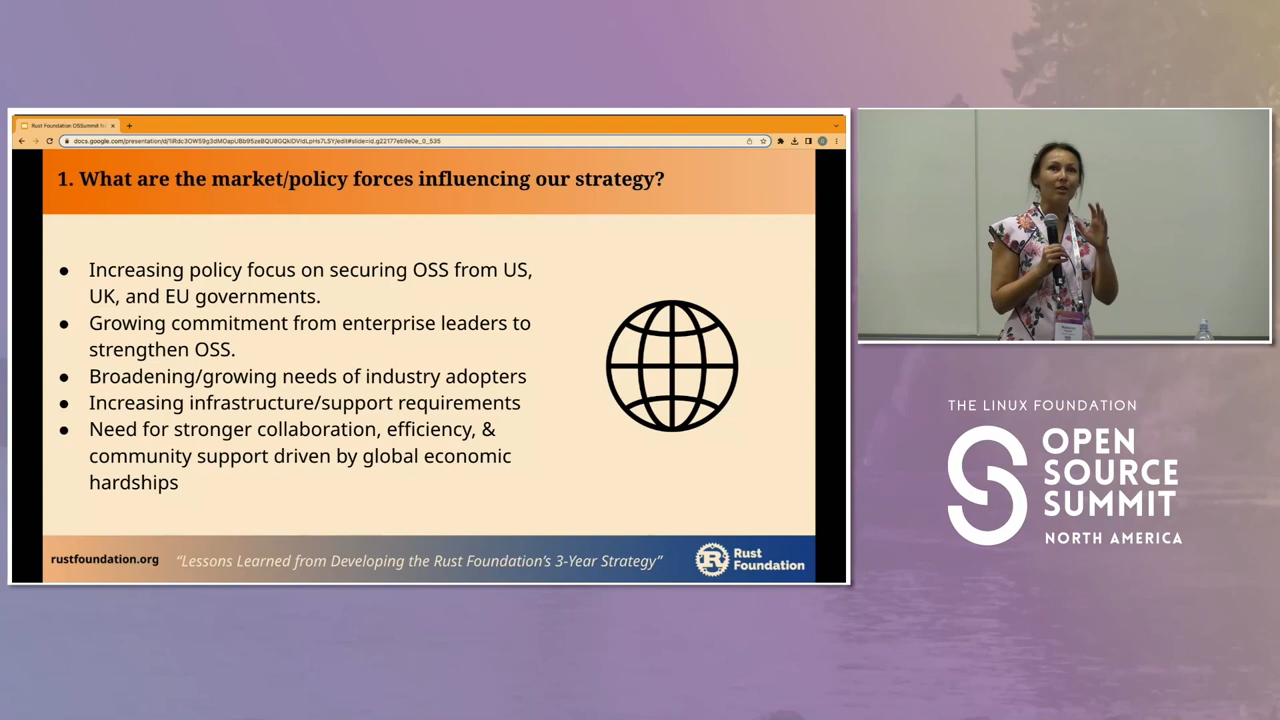 Rust Foundation OSSummit
1. What are the market/policy forces influencing our strategy?
● Increasing policy focus on securing OSS from US,
UK, and EU governments.
● Growing commitment from enterprise leaders to
strengthen OSS.
● Broadening/growing needs of industry adopters
● Increasing infrastructure/support requirements
● Need for stronger collaboration, efficiency, &
community support driven by global economic
hardships
rustfoundation.org
“Lessons Learned from Developing the Rust Foundation’s 3-Year Strategy”
Rust
Foundation
THE LINUX FOUNDATION
OPEN
SOURCE
SUMMIT
NORTH AMERICA